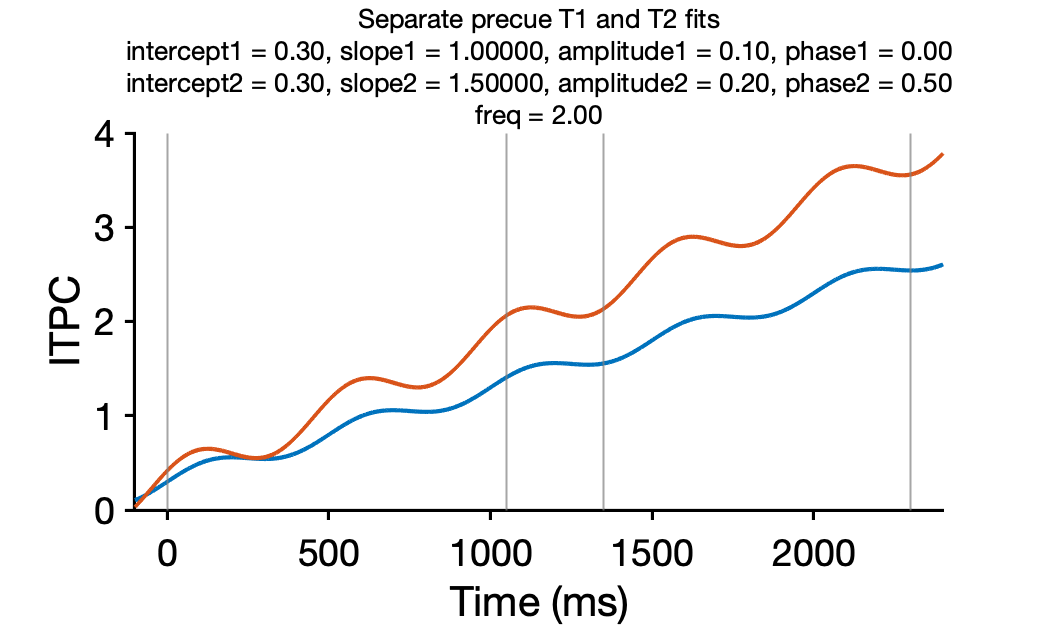 Separate precue T1 and T2 fits
intercept1 = 0.30, slope1 = 1.00000, amplitude1 = 0.10, phase1 = 0.00
intercept2 = 0.30, slope2 = 1.50000, amplitude2 = 0.20, phase2 = 0.50
freq = 2.00
4
3
2
1
0
ITPC
0 500 1000 1500 2000
Time (ms)